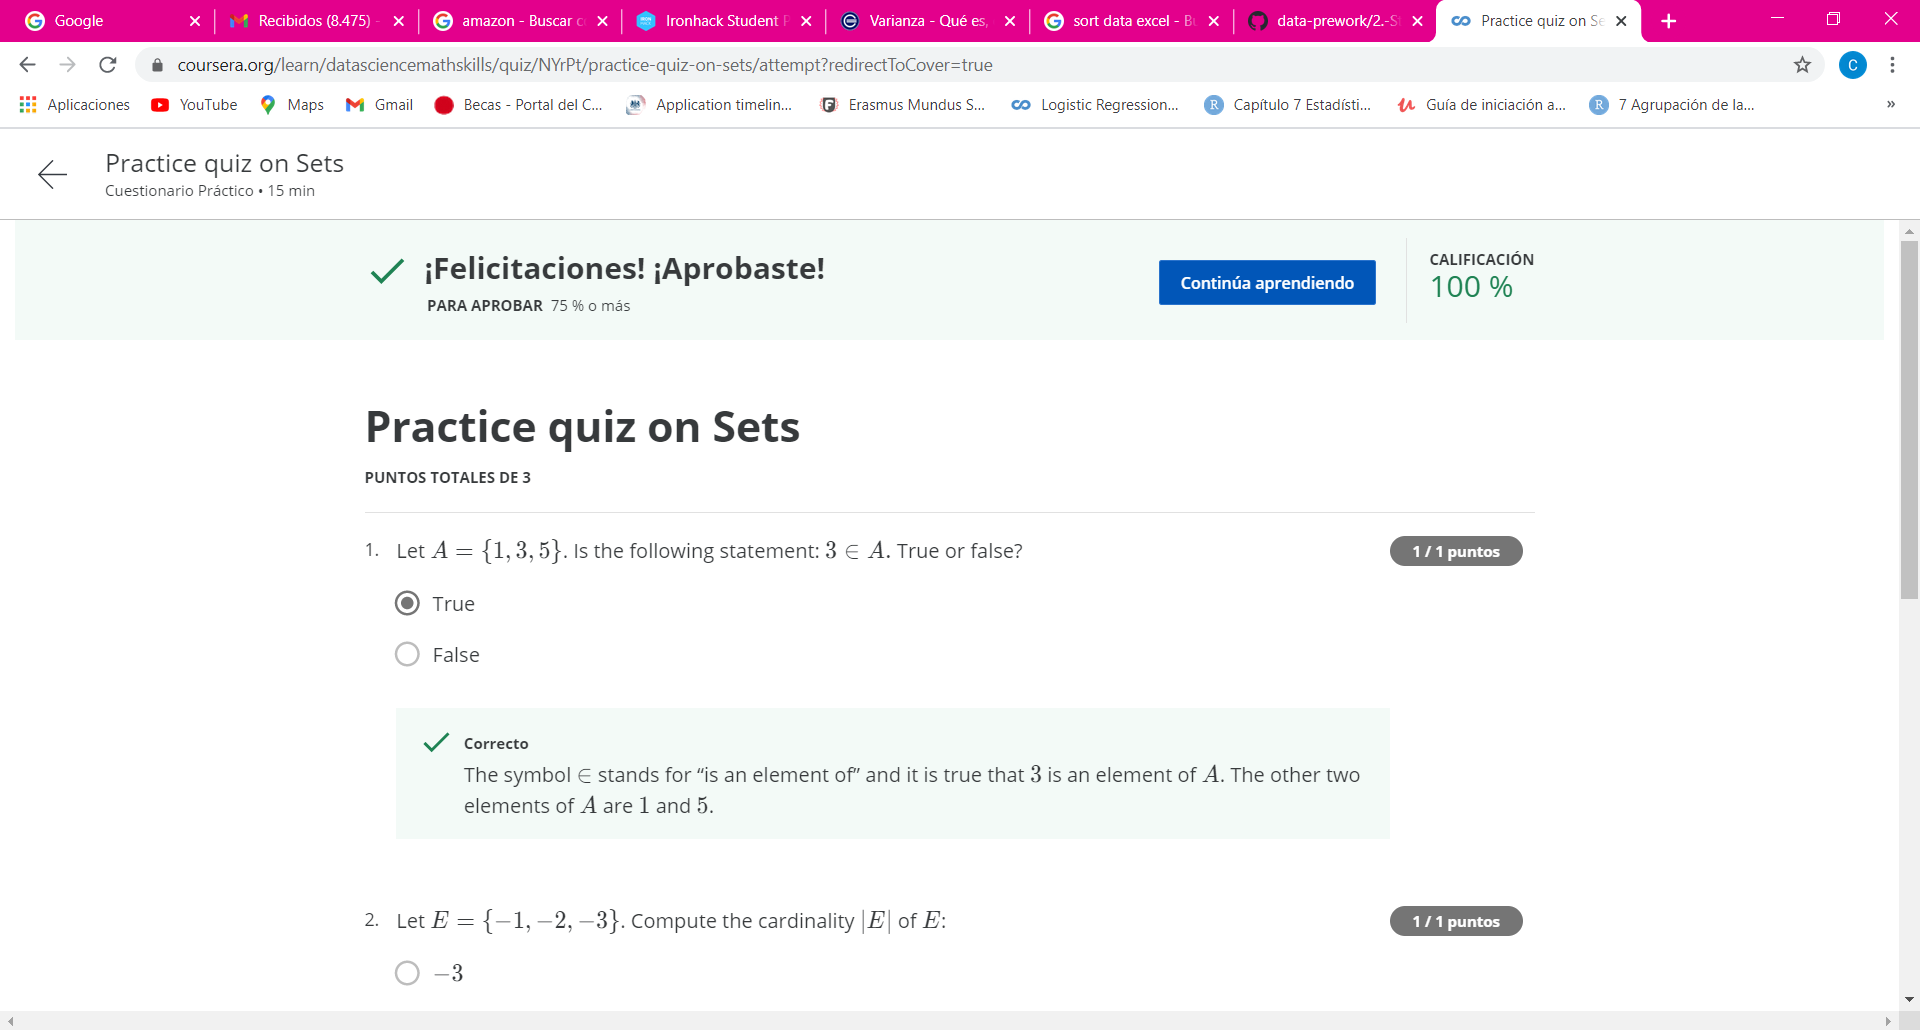 Google
Recibidos (8.475) -
amazon - Buscar c
Ironhack Student P
Varianza - Qué es,
sort data excel - B
data-prework/2.-S
Practice quiz on Se
coursera.org/learn/datasciencemathskills/quiz/NYrPt/practice-quiz-on-sets/attempt?redirectToCover=true
C
Aplicaciones
YouTube
Maps
Gmail
Becas - Portal del C...
Application timelin...
Erasmus Mundus S...
Logistic Regression...
R
Capítulo 7 Estadísti...
Guía de iniciación a...
R
7 Agrupación de la...
»
Practice quiz on Sets
Cuestionario Práctico • 15 min
¡Felicitaciones! ¡Aprobaste!
PARA APROBAR 75 % o más
Continúa aprendiendo
CALIFICACIÓN
100 %
Practice quiz on Sets
PUNTOS TOTALES DE 3
1. Let A = {1, 3, 5}. Is the following statement: 3 ∈ A. True or false?
1 / 1 puntos
True
False
Correcto
The symbol ∈ stands for “is an element of” and it is true that 3 is an element of A. The other two
elements of A are 1 and 5.
2. Let E = {−1, −2, −3}. Compute the cardinality |E| of E:
1 / 1 puntos
−3